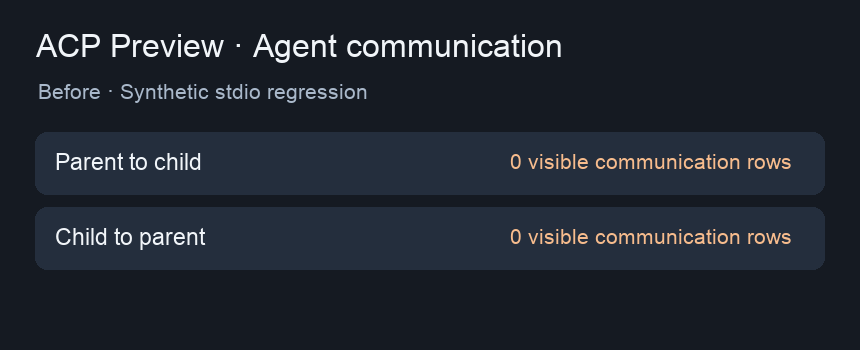 ACP Preview · Agent communication
Before · Synthetic stdio regression
Parent to child 0 visible communication rows
Child to parent 0 visible communication rows